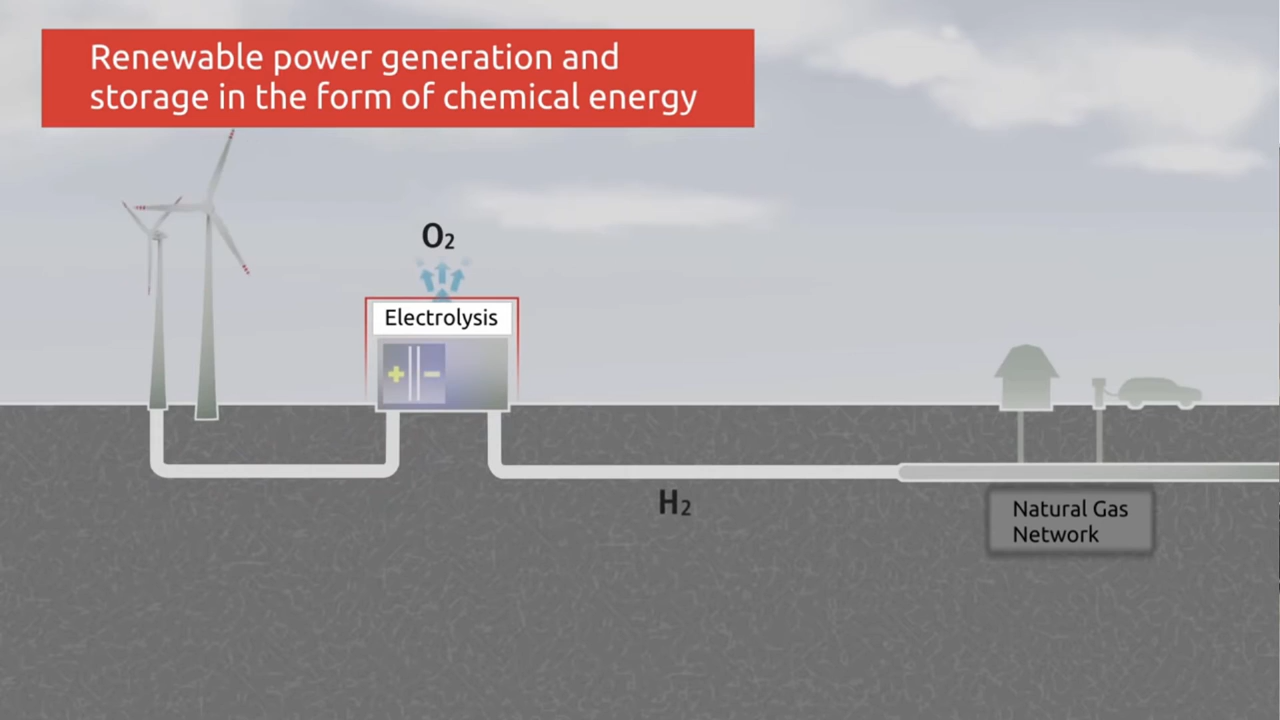 Renewable power generation and
storage in the form of chemical energy
O₂
Electrolysis
+ −
H₂
Natural Gas
Network